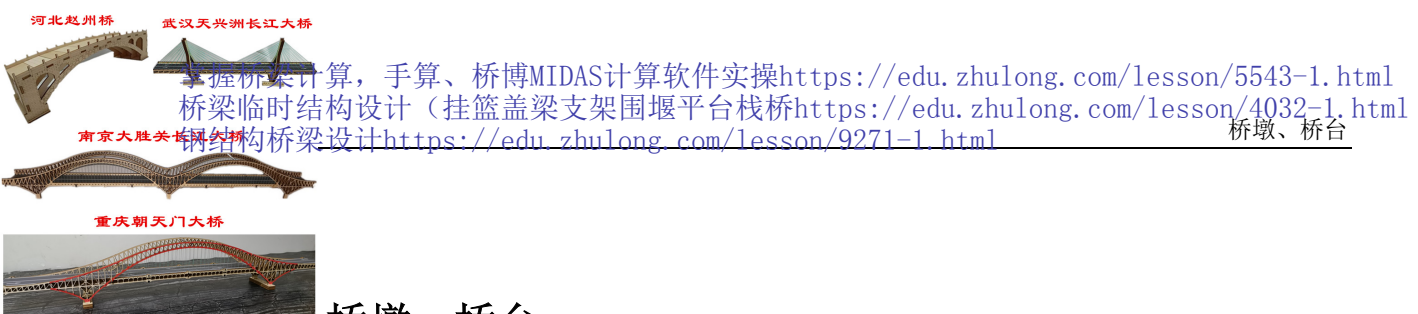 河北赵州桥
武汉天兴洲长江大桥
掌握桥梁计算，手算、桥博MIDAS计算软件实操https://edu.zhulong.com/lesson/5543-1.html
桥梁临时结构设计（挂篮盖梁支架围堰平台栈桥https://edu.zhulong.com/lesson/4032-1.html
南京大胜关长江大桥
钢结构桥梁设计https://edu.zhulong.com/lesson/9271-1.html
桥墩、桥台
重庆朝天门大桥
桥墩、桥台